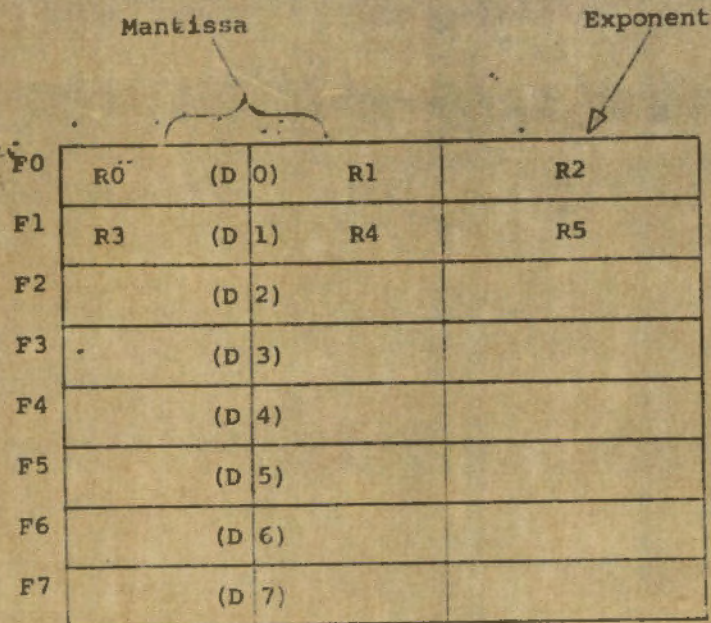 Mantissa Exponent
F0 R0 (D 0) R1 R2
F1 R3 (D 1) R4 R5
F2 (D 2)
F3 (D 3)
F4 (D 4)
F5 (D 5)
F6 (D 6)
F7 (D 7)